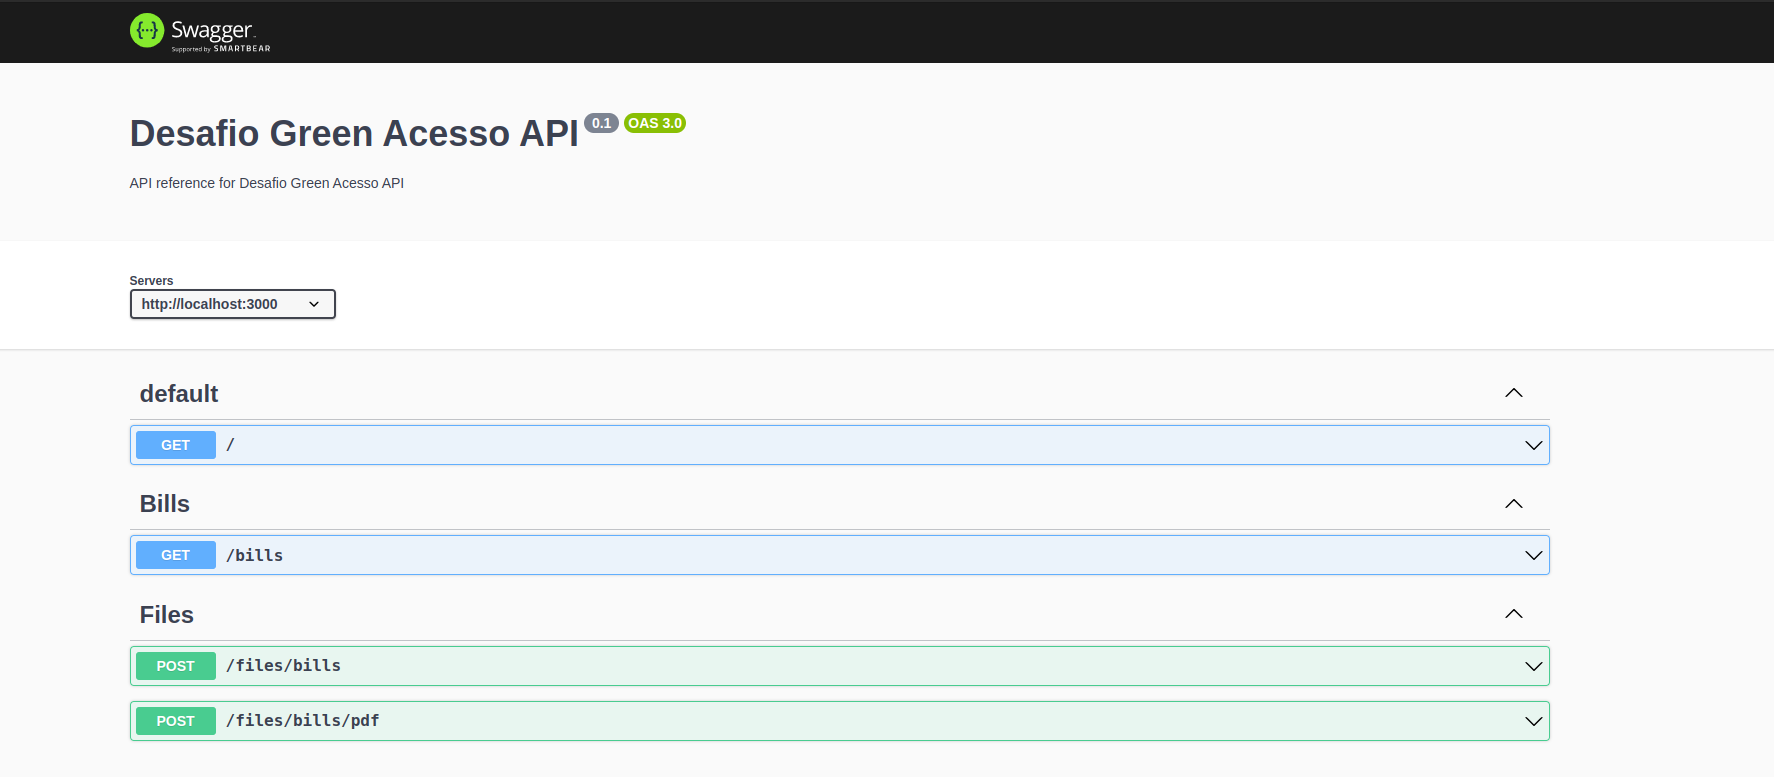 Swagger
Supported by SMARTBEAR
Desafio Green Acesso API 0.1 OAS 3.0
API reference for Desafio Green Acesso API
Servers
http://localhost:3000
default
GET /
Bills
GET /bills
Files
POST /files/bills
POST /files/bills/pdf